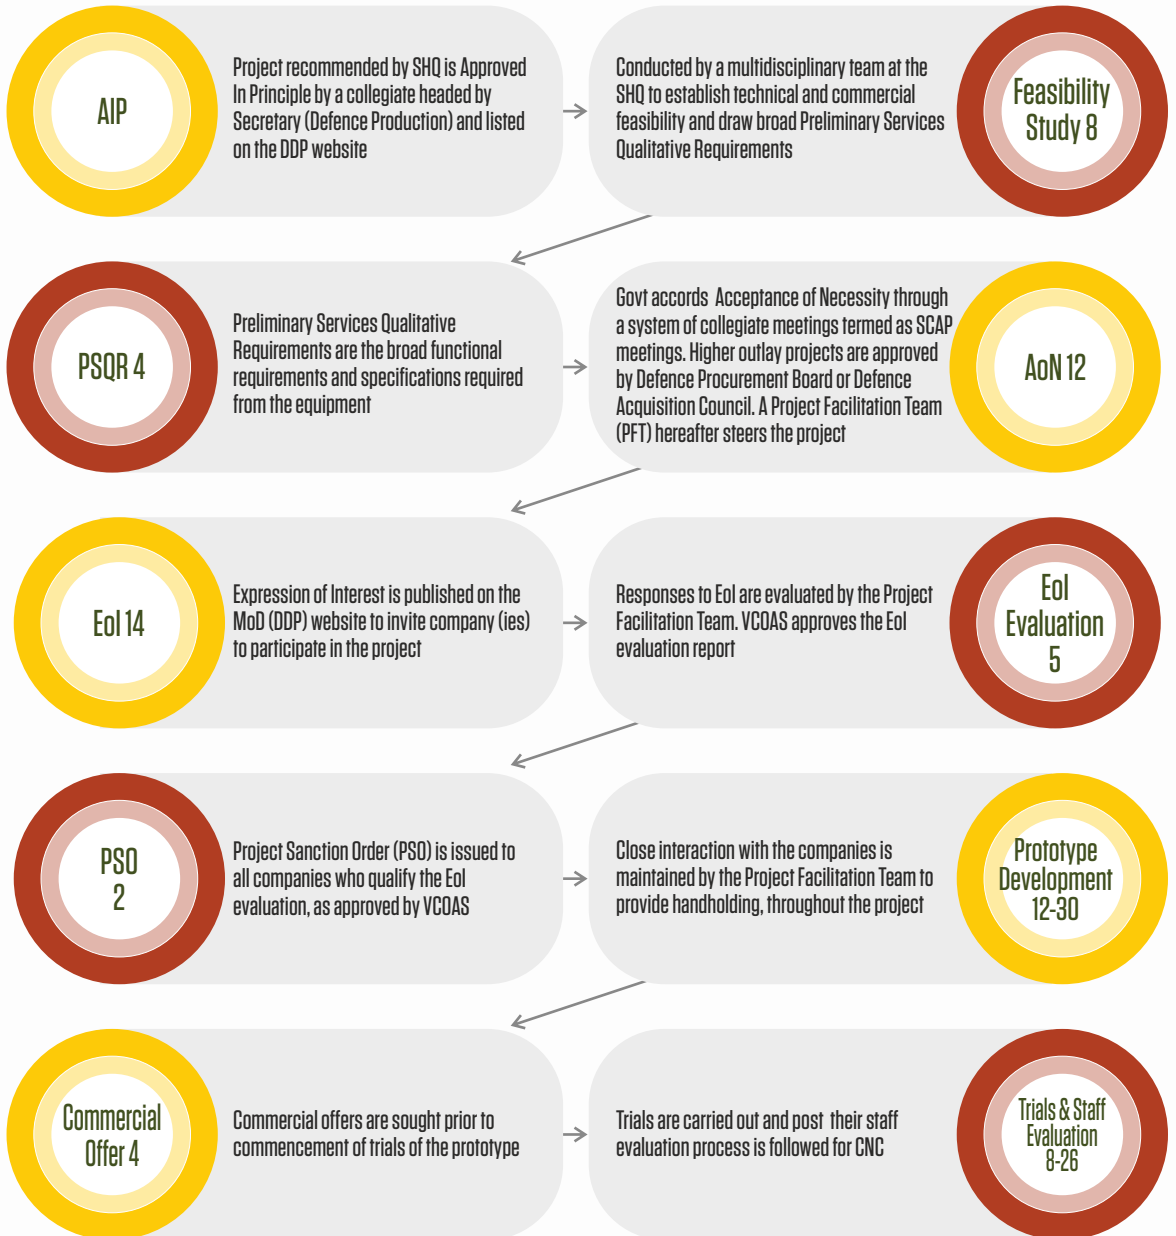 AIP
Project recommended by SHQ is Approved
In Principle by a collegiate headed by
Secretary (Defence Production) and listed
on the DDP website
Conducted by a multidisciplinary team at the
SHQ to establish technical and commercial
feasibility and draw broad Preliminary Services
Qualitative Requirements
Feasibility
Study 8
PSQR 4
Preliminary Services Qualitative
Requirements are the broad functional
requirements and specifications required
from the equipment
Govt accords Acceptance of Necessity through
a system of collegiate meetings termed as SCAP
meetings. Higher outlay projects are approved
by Defence Procurement Board or Defence
Acquisition Council. A Project Facilitation Team
(PFT) hereafter steers the project
AoN 12
EoI 14
Expression of Interest is published on the
MoD (DDP) website to invite company (ies)
to participate in the project
Responses to EoI are evaluated by the Project
Facilitation Team. VCOAS approves the EoI
evaluation report
EoI
Evaluation
5
PSO
2
Project Sanction Order (PSO) is issued to
all companies who qualify the EoI
evaluation, as approved by VCOAS
Close interaction with the companies is
maintained by the Project Facilitation Team to
provide handholding, throughout the project
Prototype
Development
12-30
Commercial
Offer 4
Commercial offers are sought prior to
commencement of trials of the prototype
Trials are carried out and post their staff
evaluation process is followed for CNC
Trials & Staff
Evaluation
8-26